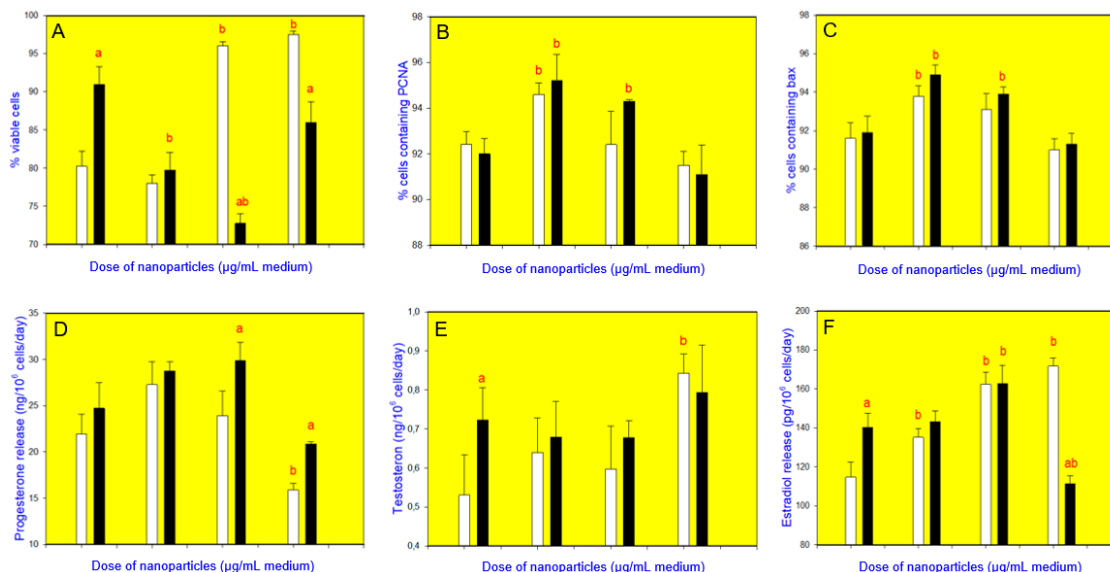 A
% viable cells
100
95
90
85
80
75
70
a
b
b
ab
b
a
Dose of nanoparticles (µg/mL medium)
B
% cells containing PCNA
98
96
94
92
90
88
b
b
b
Dose of nanoparticles (µg/mL medium)
C
% cells containing bax
98
96
94
92
90
88
86
b
b
b
Dose of nanoparticles (µg/mL medium)
D
Progesterone release (ng/10⁶ cells/day)
35
30
25
20
15
10
a
b
a
Dose of nanoparticles (µg/mL medium)
E
Testosteron (ng/10⁶ cells/day)
1,0
0,9
0,8
0,7
0,6
0,5
0,4
a
b
Dose of nanoparticles (µg/mL medium)
F
Estradiol release (pg/10⁶ cells/day)
200
180
160
140
120
100
80
a
b
b
b
b
ab
Dose of nanoparticles (µg/mL medium)